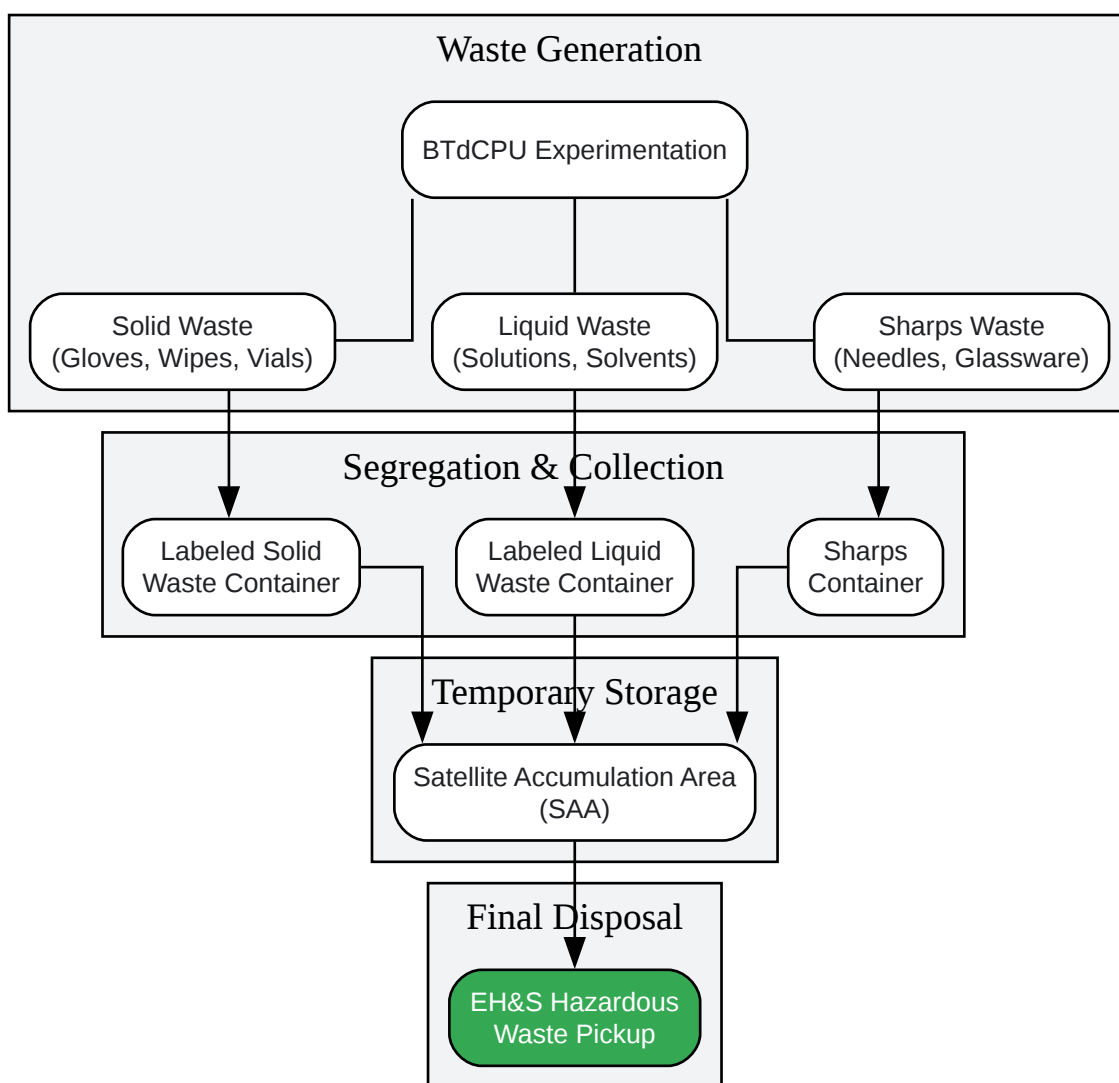 Waste Generation
BTdCPU Experimentation
Solid Waste
(Gloves, Wipes, Vials)
Liquid Waste
(Solutions, Solvents)
Sharps Waste
(Needles, Glassware)
Segregation & Collection
Labeled Solid
Waste Container
Labeled Liquid
Waste Container
Sharps
Container
Temporary Storage
Satellite Accumulation Area
(SAA)
Final Disposal
EH&S Hazardous
Waste Pickup